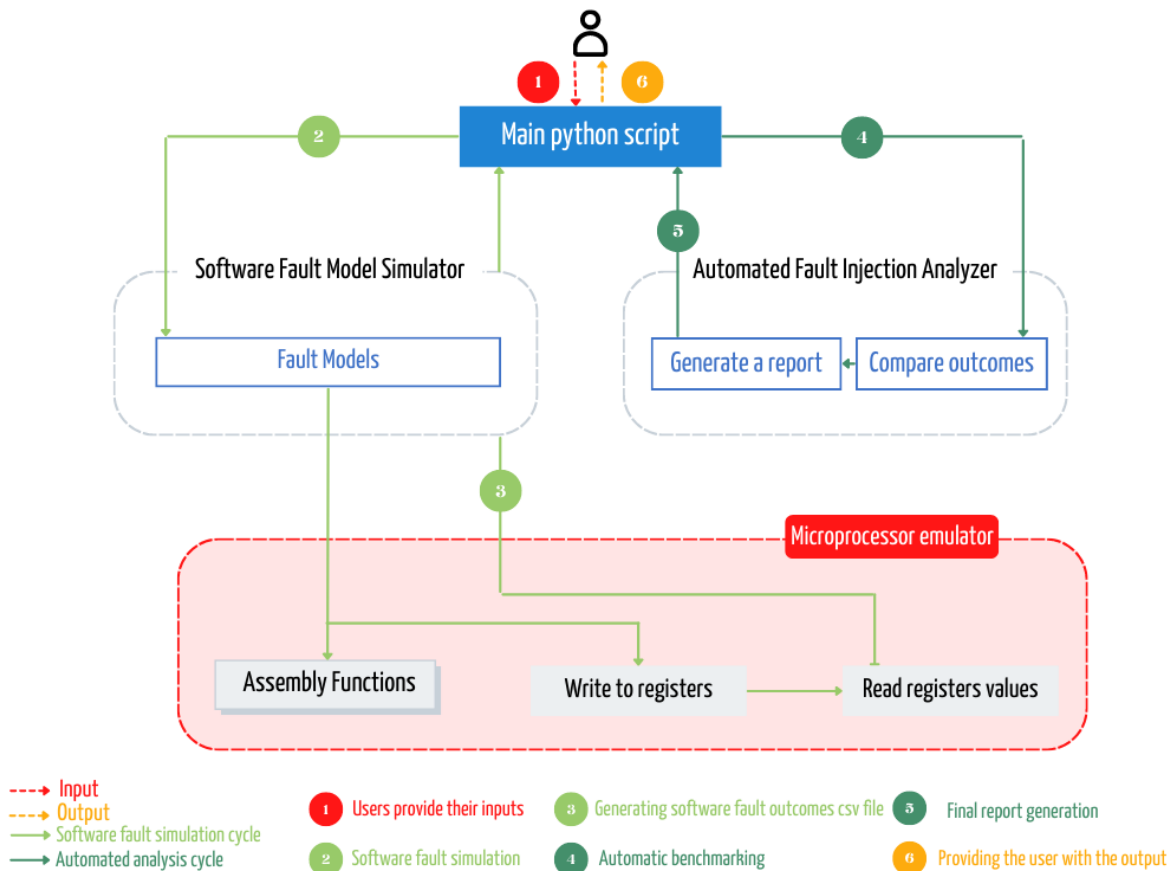 1
6
Main python script
2
4
5
Software Fault Model Simulator
Automated Fault Injection Analyzer
Fault Models
Generate a report
Compare outcomes
3
Microprocessor emulator
Assembly Functions
Write to registers
Read registers values
Input
Output
Software fault simulation cycle
Automated analysis cycle
1 Users provide their inputs
2 Software fault simulation
3 Generating software fault outcomes csv file
4 Automatic benchmarking
5 Final report generation
6 Providing the user with the output